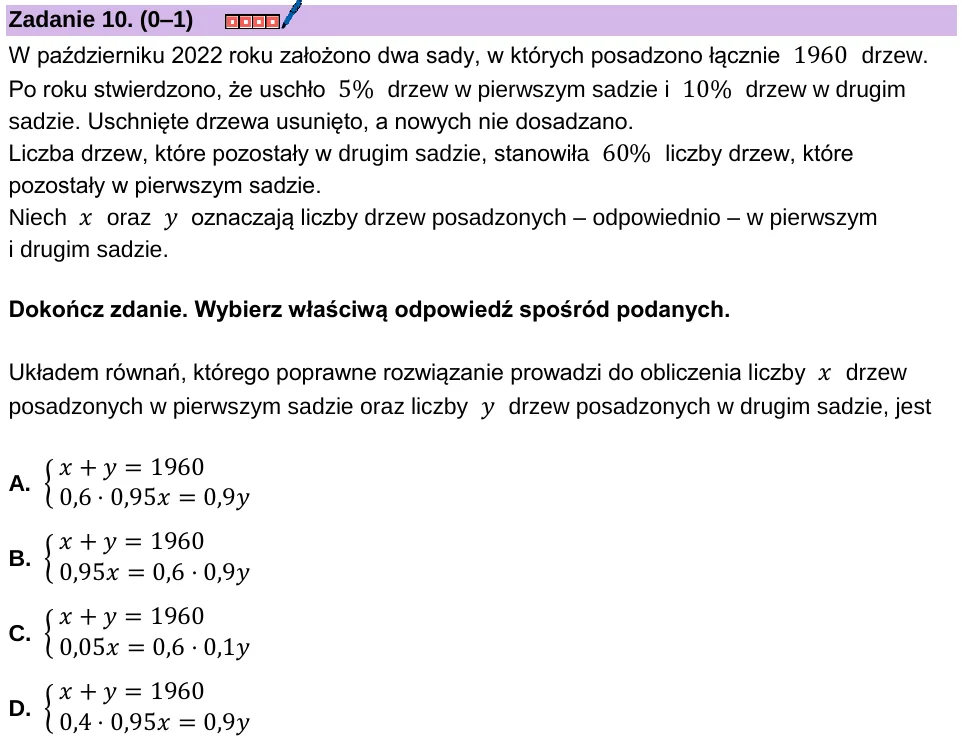 Zadanie 10. (0–1)
W październiku 2022 roku założono dwa sady, w których posadzono łącznie 1960 drzew.
Po roku stwierdzono, że uschło 5% drzew w pierwszym sadzie i 10% drzew w drugim
sadzie. Uschnięte drzewa usunięto, a nowych nie dosadzano.
Liczba drzew, które pozostały w drugim sadzie, stanowiła 60% liczby drzew, które
pozostały w pierwszym sadzie.
Niech x oraz y oznaczają liczby drzew posadzonych – odpowiednio – w pierwszym
i drugim sadzie.
Dokończ zdanie. Wybierz właściwą odpowiedź spośród podanych.
Układem równań, którego poprawne rozwiązanie prowadzi do obliczenia liczby x drzew
posadzonych w pierwszym sadzie oraz liczby y drzew posadzonych w drugim sadzie, jest
A. { x + y = 1960
0,6 · 0,95x = 0,9y
B. { x + y = 1960
0,95x = 0,6 · 0,9y
C. { x + y = 1960
0,05x = 0,6 · 0,1y
D. { x + y = 1960
0,4 · 0,95x = 0,9y